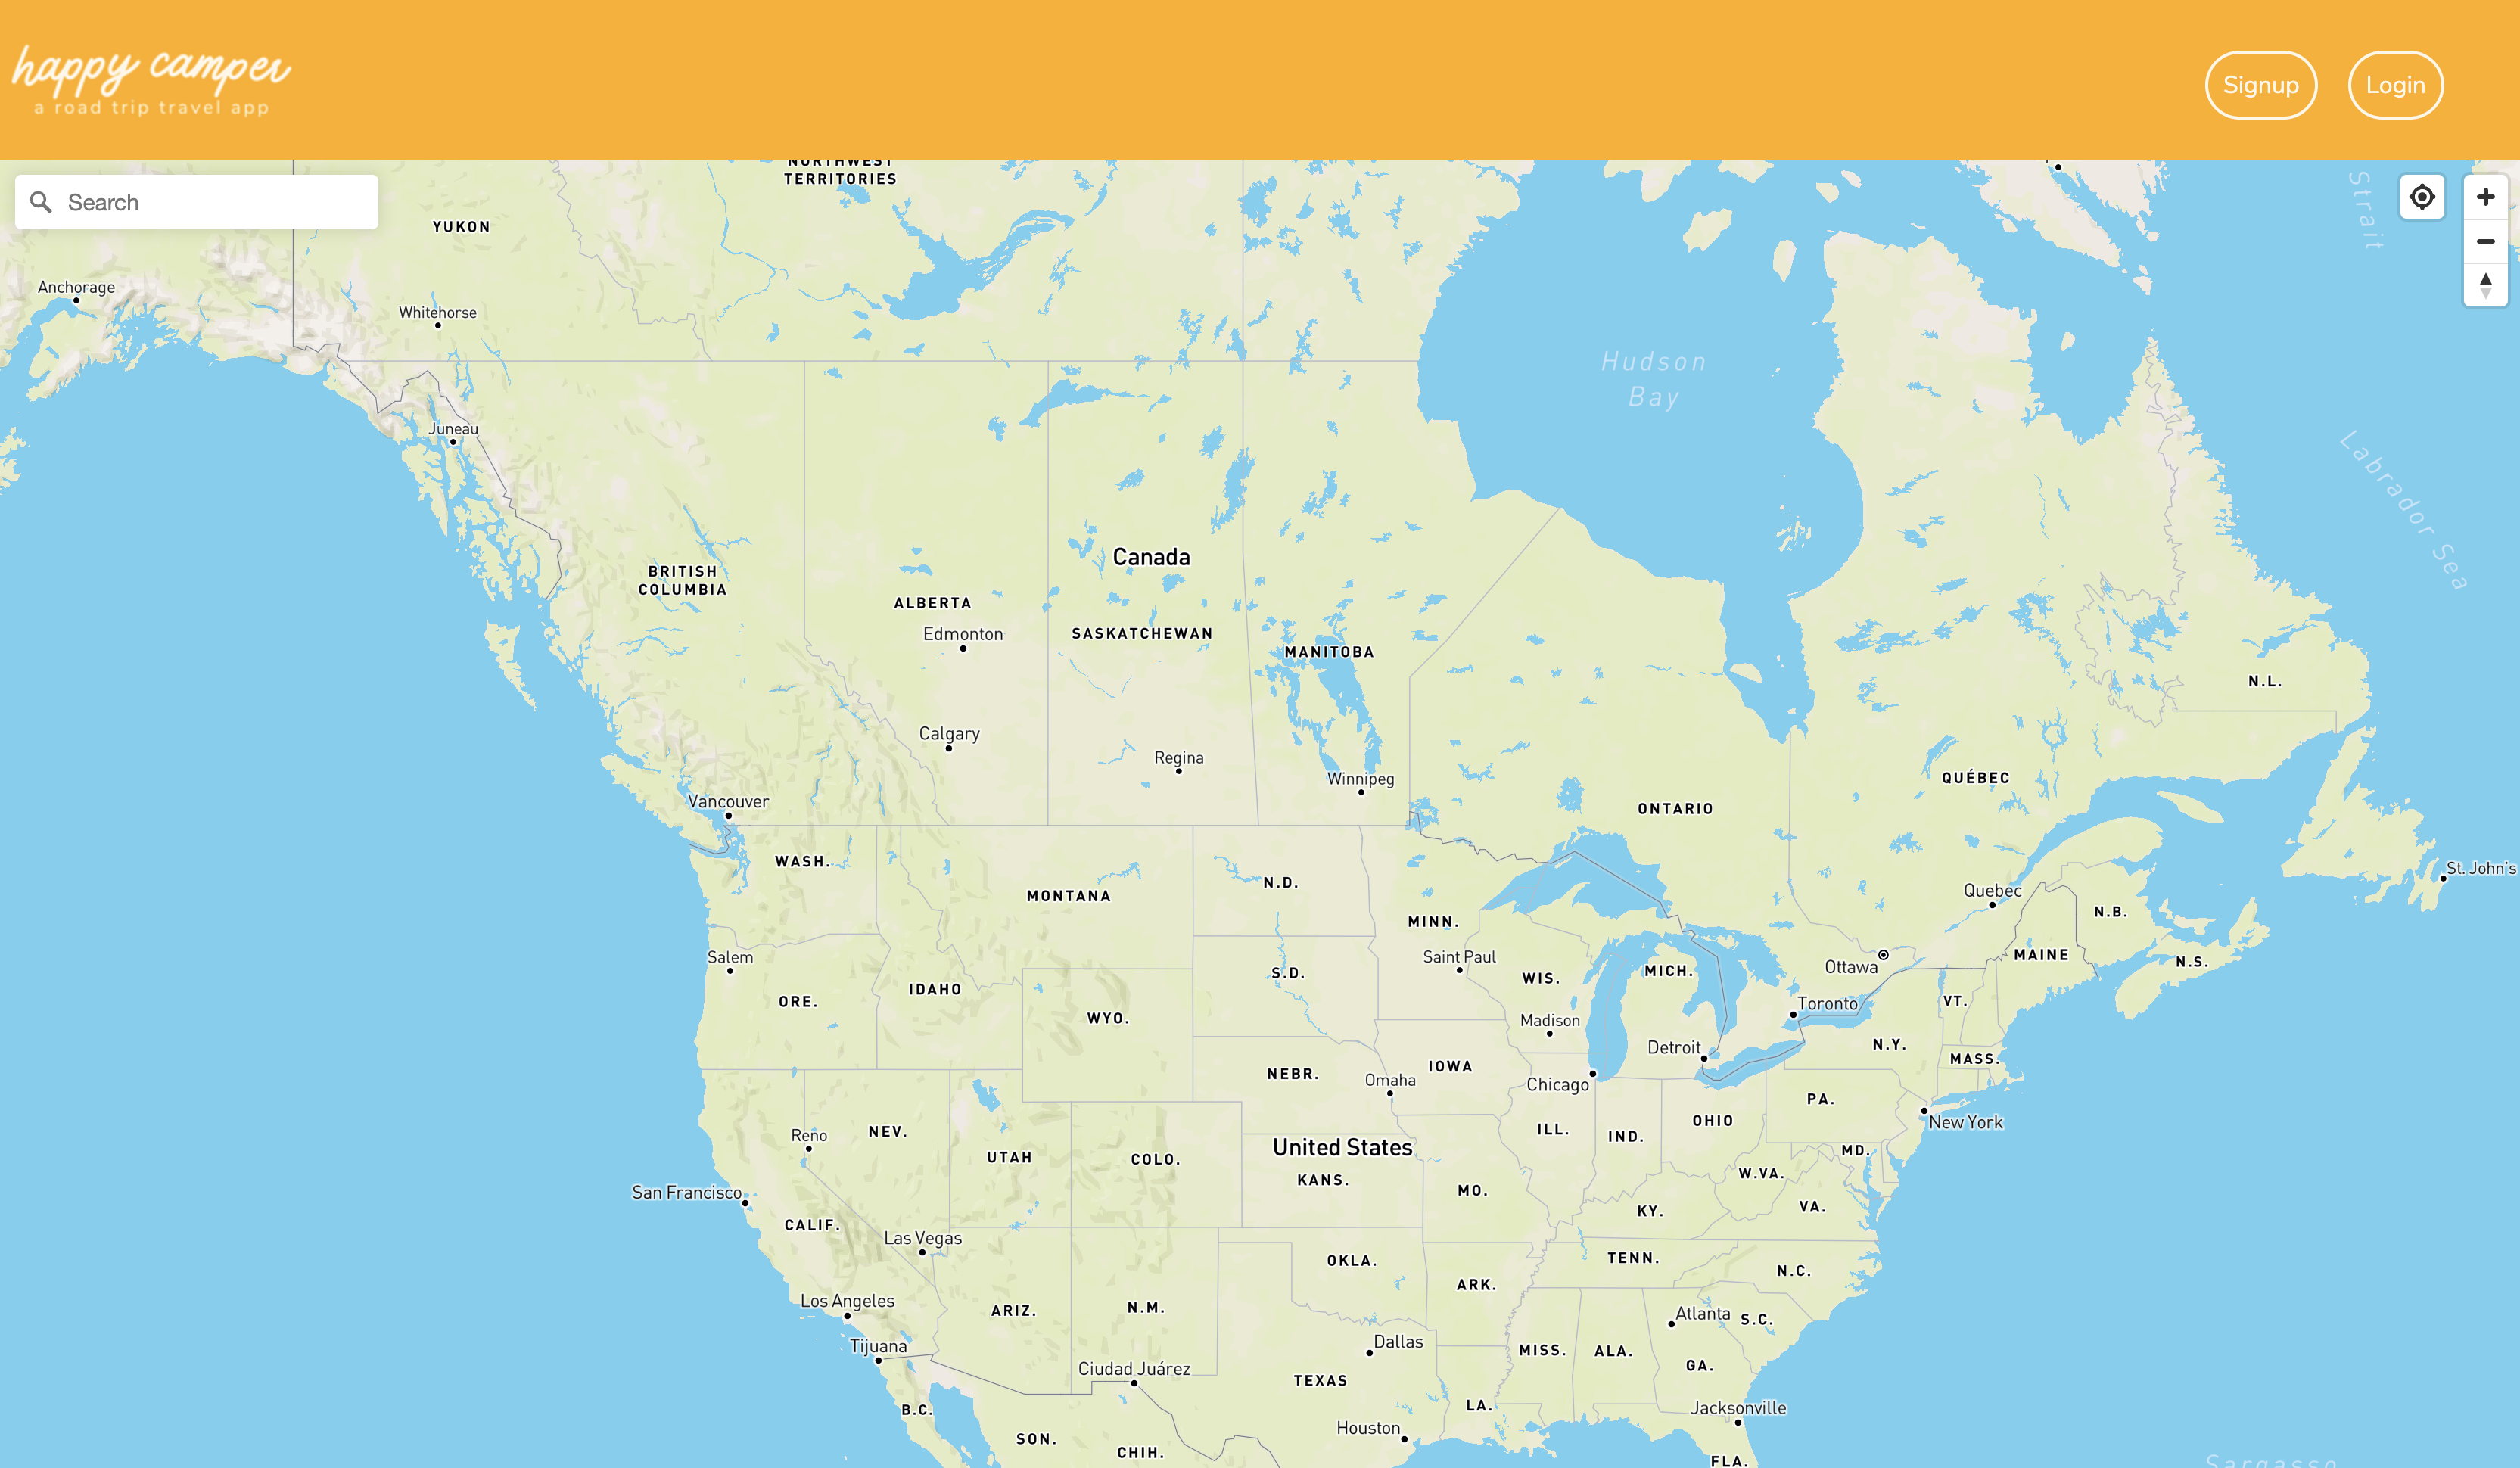 happy camper
a road trip travel app
Signup
Login
Search
NORTHWEST
TERRITORIES
YUKON
Anchorage
Whitehorse
Strait
Hudson
Bay
Juneau
Labrador Sea
Canada
BRITISH
COLUMBIA
ALBERTA
Edmonton
SASKATCHEWAN
MANITOBA
N.L.
Calgary
Regina
Winnipeg
QUÉBEC
Vancouver
ONTARIO
WASH.
St. John's
N.D.
MONTANA
Quebec
N.B.
MINN.
Salem
Saint Paul
MAINE
N.S.
Ottawa
S.D.
WIS.
MICH.
IDAHO
ORE.
VT.
Toronto
WYO.
Madison
N.Y.
Detroit
MASS.
IOWA
NEBR.
Omaha
Chicago
PA.
OHIO
New York
Reno
NEV.
ILL.
IND.
United States
MD.
UTAH
COLO.
KANS.
W.VA.
San Francisco
MO.
VA.
KY.
CALIF.
Las Vegas
TENN.
OKLA.
N.C.
ARK.
Los Angeles
ARIZ.
N.M.
Atlanta
S.C.
Tijuana
Dallas
MISS.
ALA.
Ciudad Juárez
GA.
TEXAS
B.C.
LA.
Jacksonville
Houston
SON.
CHIH.
FLA.
Sargasso